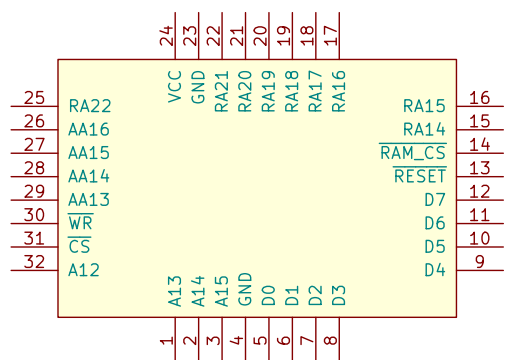 24 23 22 21 20 19 18 17
VCC GND RA21 RA20 RA19 RA18 RA17 RA16
25 RA22 RA15 16
26 AA16 RA14 15
27 AA15 RAM_CS 14
28 AA14 RESET 13
29 AA13 D7 12
30 WR D6 11
31 CS D5 10
32 A12 D4 9
A13 A14 A15 GND D0 D1 D2 D3
1 2 3 4 5 6 7 8